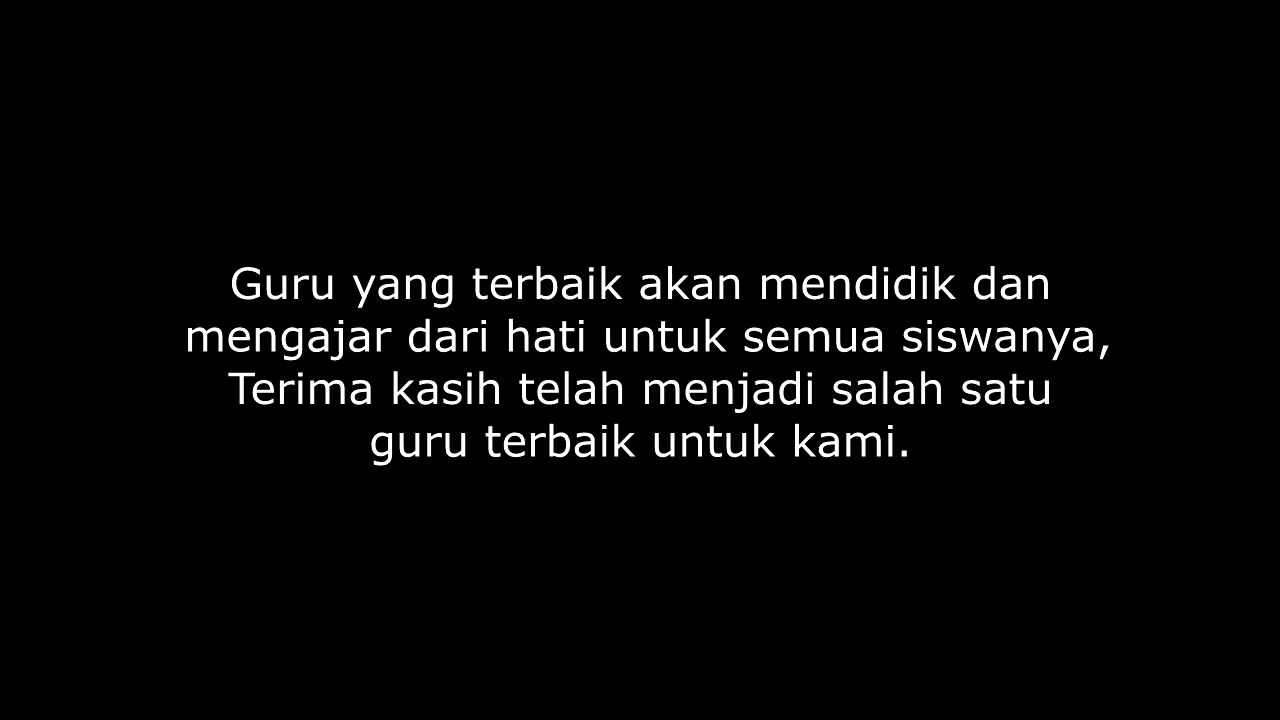 Guru yang terbaik akan mendidik dan
mengajar dari hati untuk semua siswanya,
Terima kasih telah menjadi salah satu
guru terbaik untuk kami.